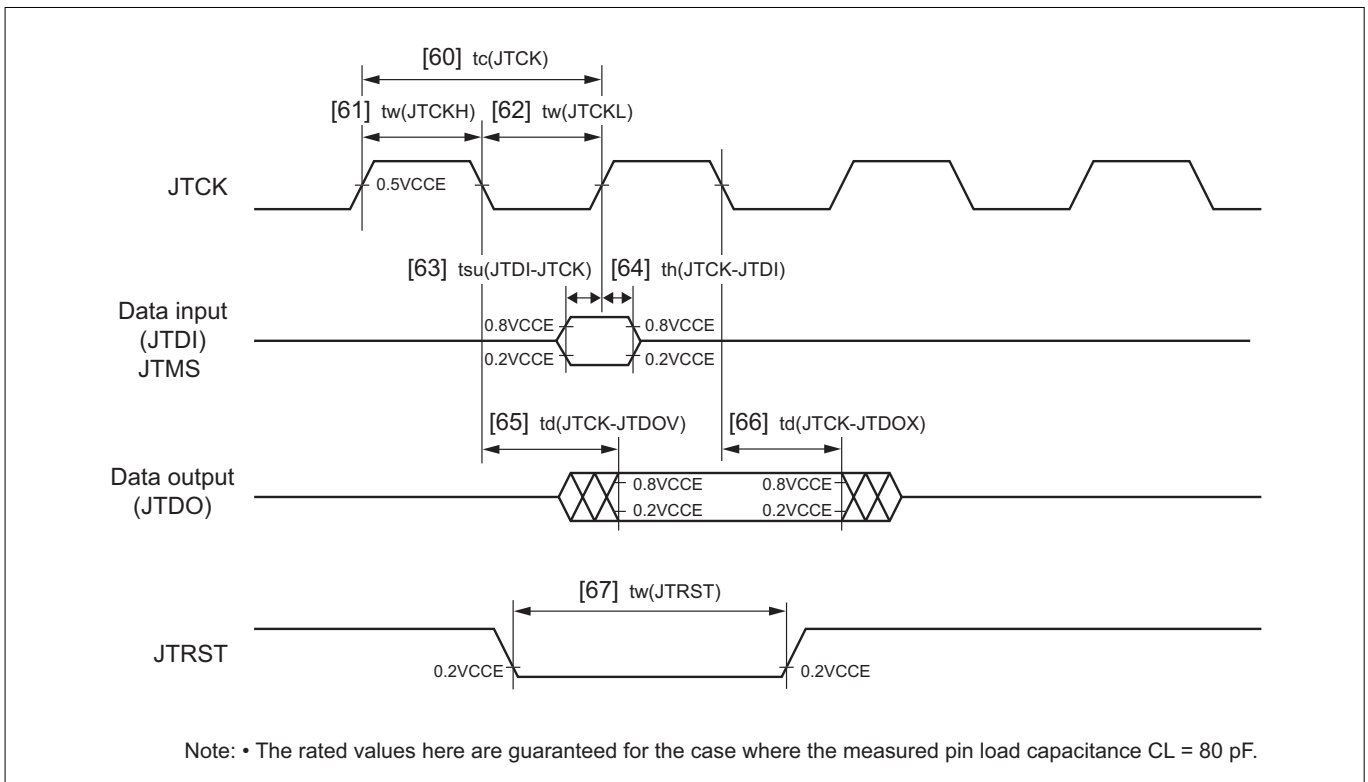 [60] tc(JTCK)
[61] tw(JTCKH) [62] tw(JTCKL)
JTCK
0.5VCCE
[63] tsu(JTDI-JTCK) [64] th(JTCK-JTDI)
Data input
(JTDI)
JTMS
0.8VCCE 0.8VCCE
0.2VCCE 0.2VCCE
[65] td(JTCK-JTDOV) [66] td(JTCK-JTDOX)
Data output
(JTDO)
0.8VCCE 0.8VCCE
0.2VCCE 0.2VCCE
[67] tw(JTRST)
JTRST
0.2VCCE 0.2VCCE
Note: • The rated values here are guaranteed for the case where the measured pin load capacitance CL = 80 pF.